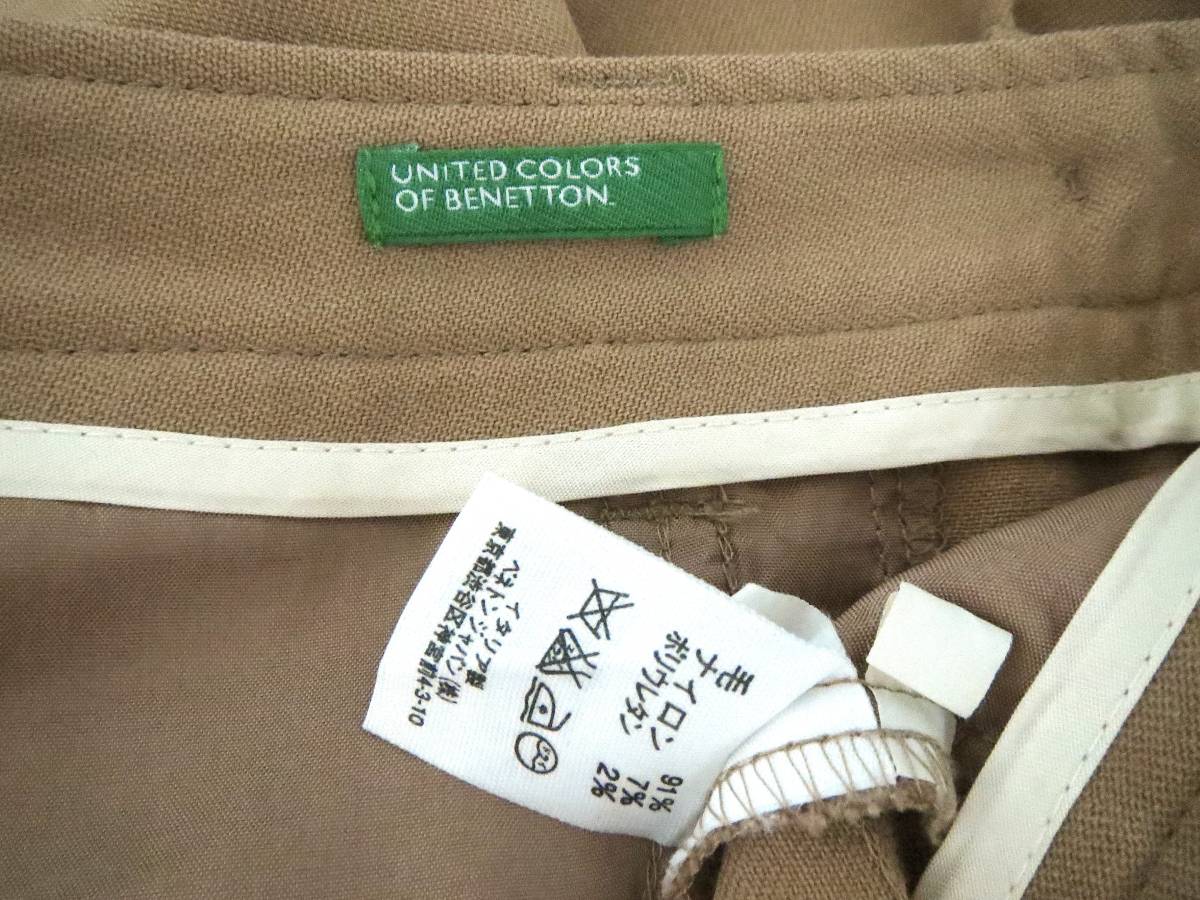 UNITED COLORS
OF BENETTON.
毛 91%
ナイロン 7%
ポリウレタン 2%
イタリア製
ベネトンジャパン(株)
東京都渋谷区神宮前4-3-10